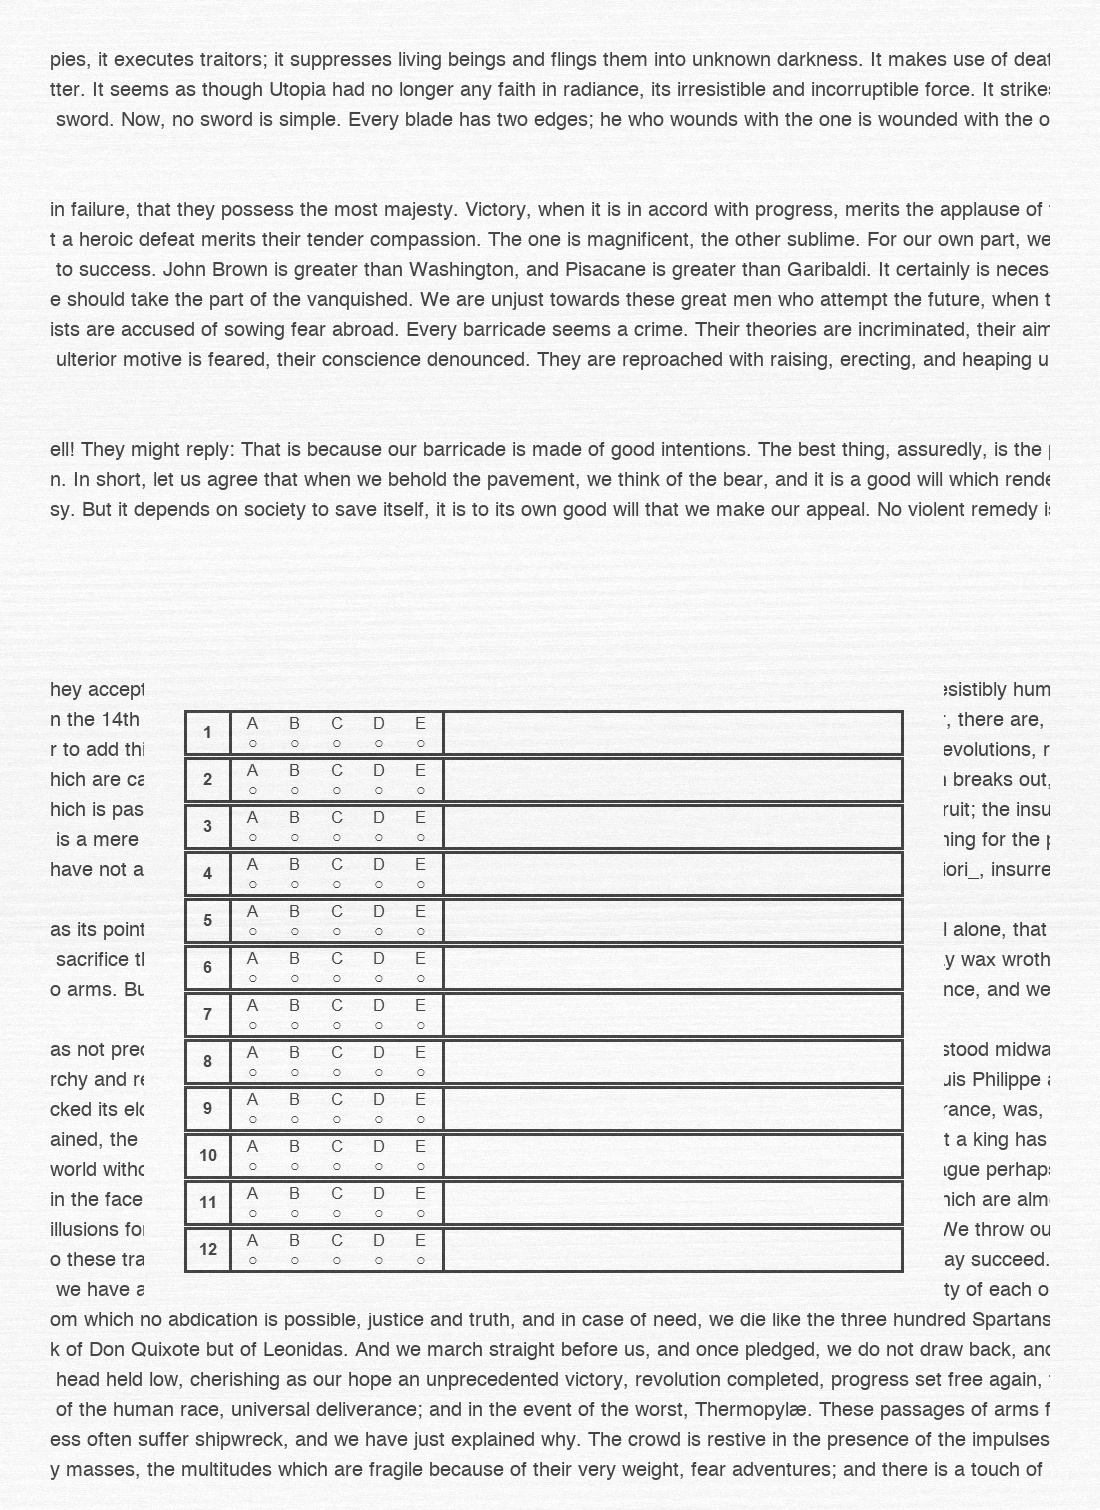 pies, it executes traitors; it suppresses living beings and flings them into unknown darkness. It makes use of deat
tter. It seems as though Utopia had no longer any faith in radiance, its irresistible and incorruptible force. It strike
sword. Now, no sword is simple. Every blade has two edges; he who wounds with the one is wounded with the o
in failure, that they possess the most majesty. Victory, when it is in accord with progress, merits the applause of
t a heroic defeat merits their tender compassion. The one is magnificent, the other sublime. For our own part, we
to success. John Brown is greater than Washington, and Pisacane is greater than Garibaldi. It certainly is neces
e should take the part of the vanquished. We are unjust towards these great men who attempt the future, when t
ists are accused of sowing fear abroad. Every barricade seems a crime. Their theories are incriminated, their aim
ulterior motive is feared, their conscience denounced. They are reproached with raising, erecting, and heaping u
ell! They might reply: That is because our barricade is made of good intentions. The best thing, assuredly, is the
n. In short, let us agree that when we behold the pavement, we think of the bear, and it is a good will which rende
sy. But it depends on society to save itself, it is to its own good will that we make our appeal. No violent remedy i
hey accept esistibly hum
n the 14th , there are,
r to add thi evolutions, r
hich are ca breaks out,
hich is pas ruit; the insu
is a mere ning for the p
have not a iori_, insurre
as its point l alone, that
sacrifice t y wax wroth
o arms. Bu nce, and we
as not pred stood midwa
rchy and re uis Philippe a
cked its eld rance, was,
ained, the t a king has
world witho ague perhaps
in the face hich are alm
illusions for We throw ou
o these tra ay succeed.
we have a ty of each o
1 A B C D E
2 A B C D E
3 A B C D E
4 A B C D E
5 A B C D E
6 A B C D E
7 A B C D E
8 A B C D E
9 A B C D E
10 A B C D E
11 A B C D E
12 A B C D E
om which no abdication is possible, justice and truth, and in case of need, we die like the three hundred Spartans
k of Don Quixote but of Leonidas. And we march straight before us, and once pledged, we do not draw back, and
head held low, cherishing as our hope an unprecedented victory, revolution completed, progress set free again,
of the human race, universal deliverance; and in the event of the worst, Thermopylæ. These passages of arms f
ess often suffer shipwreck, and we have just explained why. The crowd is restive in the presence of the impulses
y masses, the multitudes which are fragile because of their very weight, fear adventures; and there is a touch of